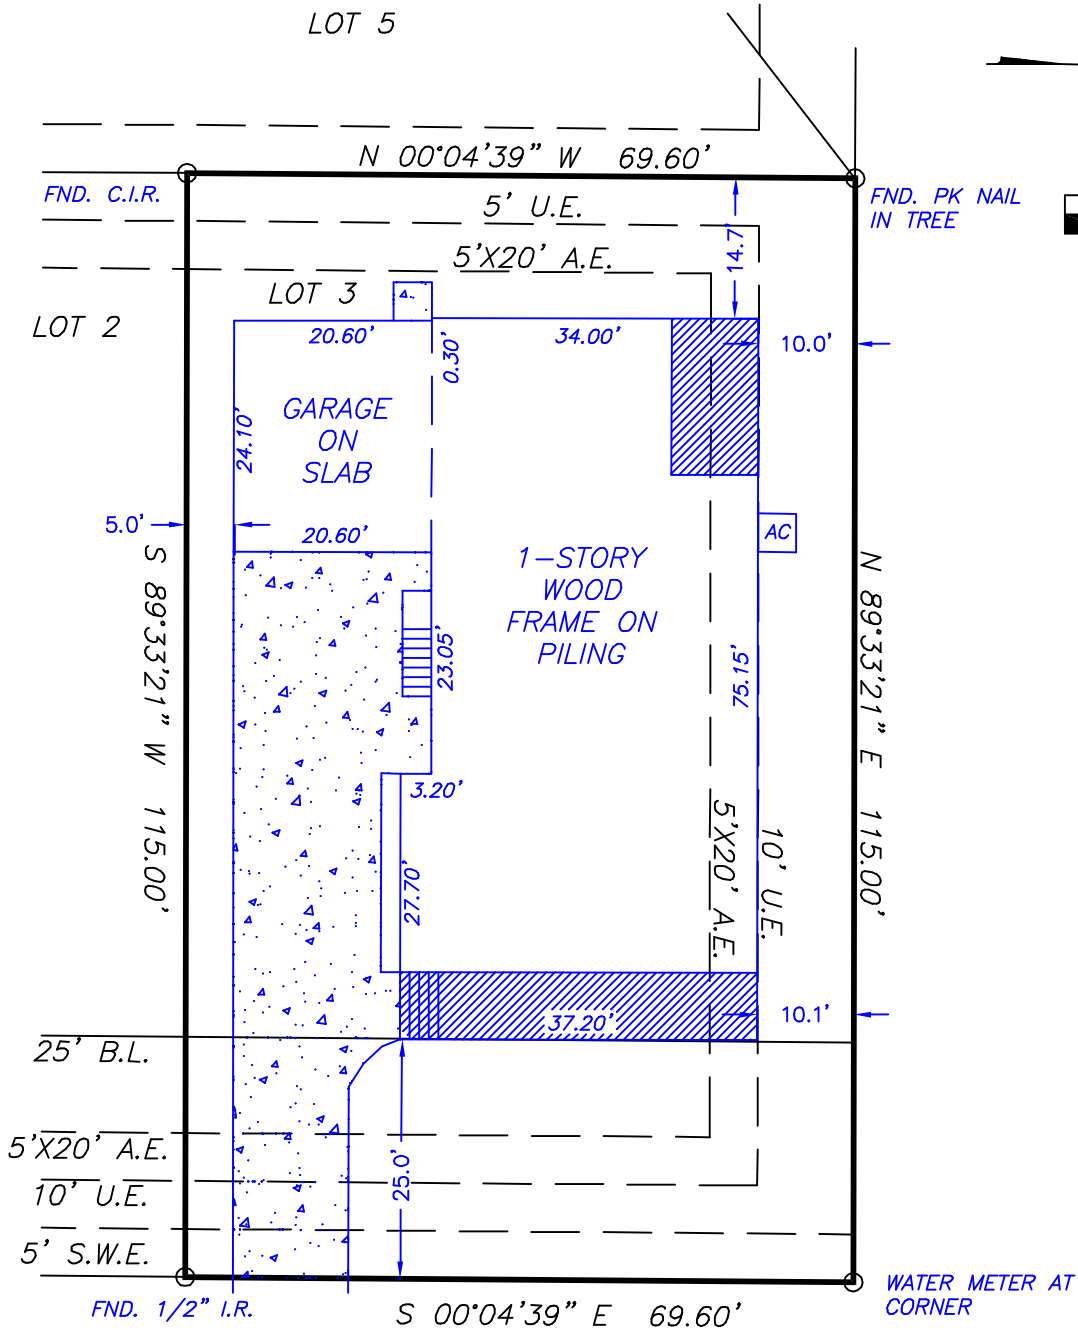 LOT 5
N 00°04'39" W 69.60'
FND. C.I.R.
FND. PK NAIL
IN TREE
5' U.E.
5'X20' A.E.
14.7'
LOT 3
LOT 2
20.60'
0.30'
34.00'
10.0'
GARAGE
ON
SLAB
24.10'
5.0'
20.60'
AC
1-STORY
WOOD
FRAME ON
PILING
S 89°33'21" W 115.00'
N 89°33'21" E 115.00'
23.05'
75.15'
3.20'
27.70'
5'X20' A.E.
10' U.E.
37.20'
10.1'
25' B.L.
5'X20' A.E.
10' U.E.
25.0'
5' S.W.E.
FND. 1/2" I.R.
S 00°04'39" E 69.60'
WATER METER AT
CORNER